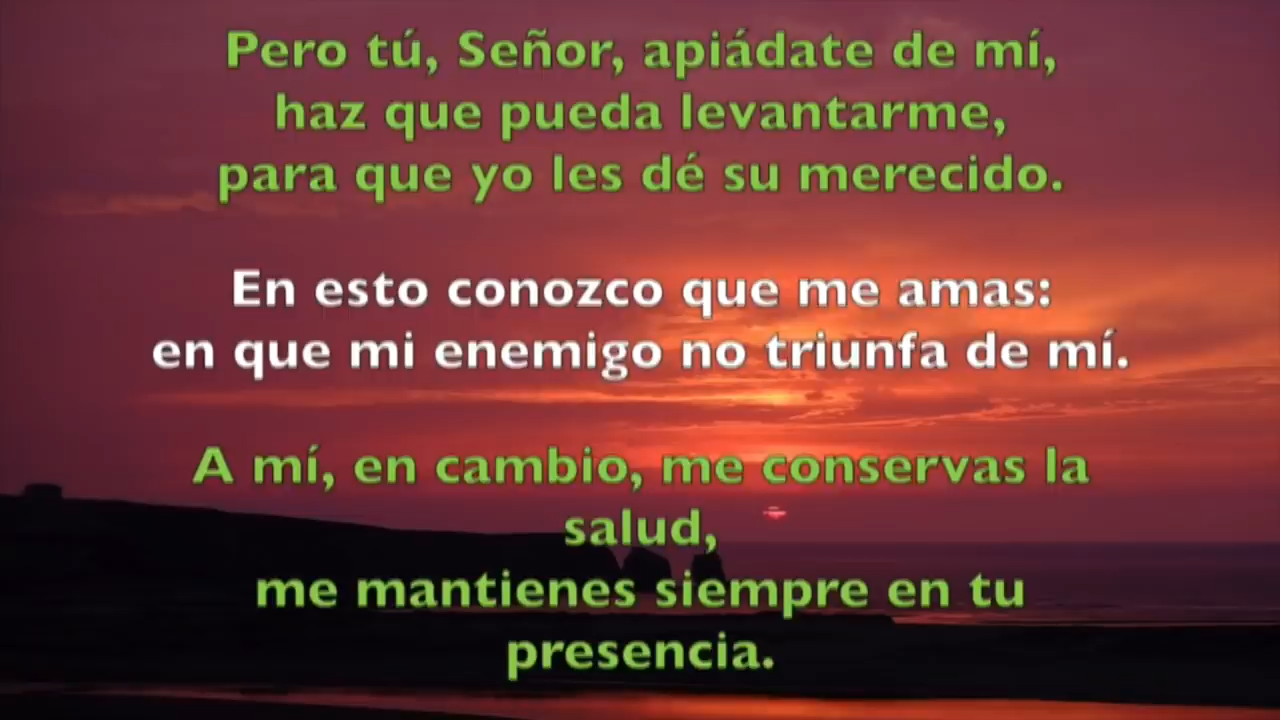 Pero tú, Señor, apiádate de mí,
haz que pueda levantarme,
para que yo les dé su merecido.
En esto conozco que me amas:
en que mi enemigo no triunfa de mí.
A mí, en cambio, me conservas la
salud,
me mantienes siempre en tu
presencia.